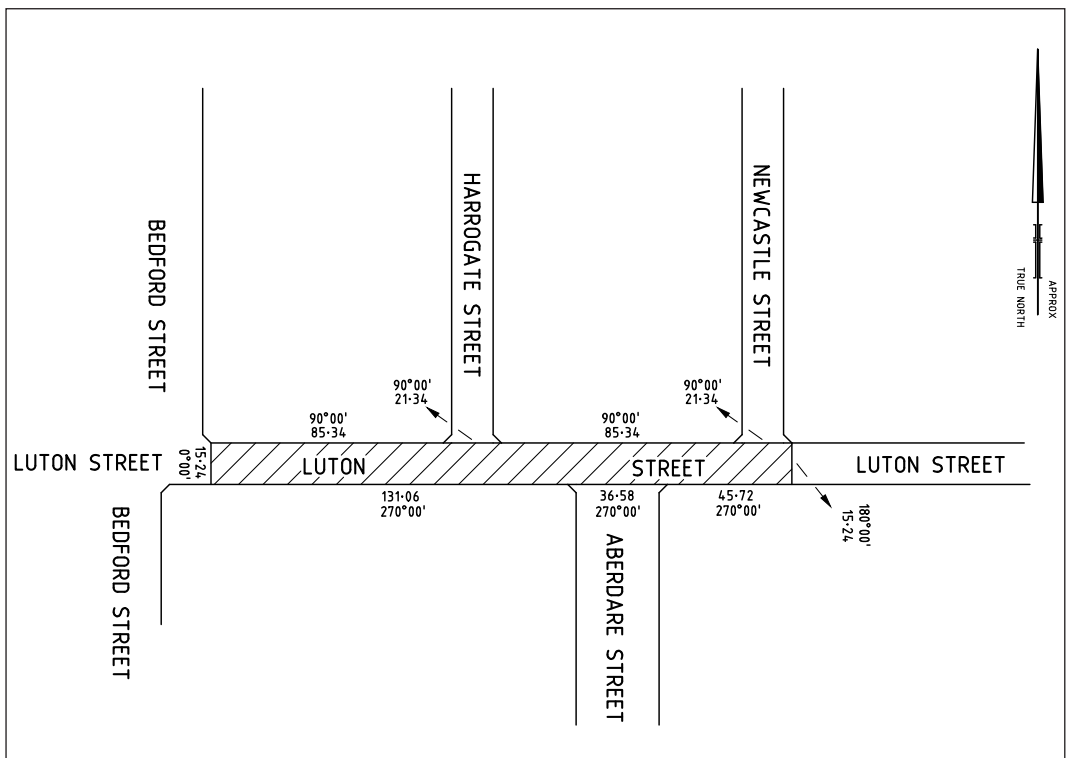 APPROX
TRUE NORTH
HARROGATE STREET
NEWCASTLE STREET
BEDFORD STREET
90°00'
21·34
90°00'
21·34
90°00'
85·34
90°00'
85·34
LUTON STREET
15·24
0°00'
LUTON STREET
LUTON STREET
131·06
270°00'
36·58
270°00'
45·72
270°00'
180°00'
15·24
BEDFORD STREET
ABERDARE STREET